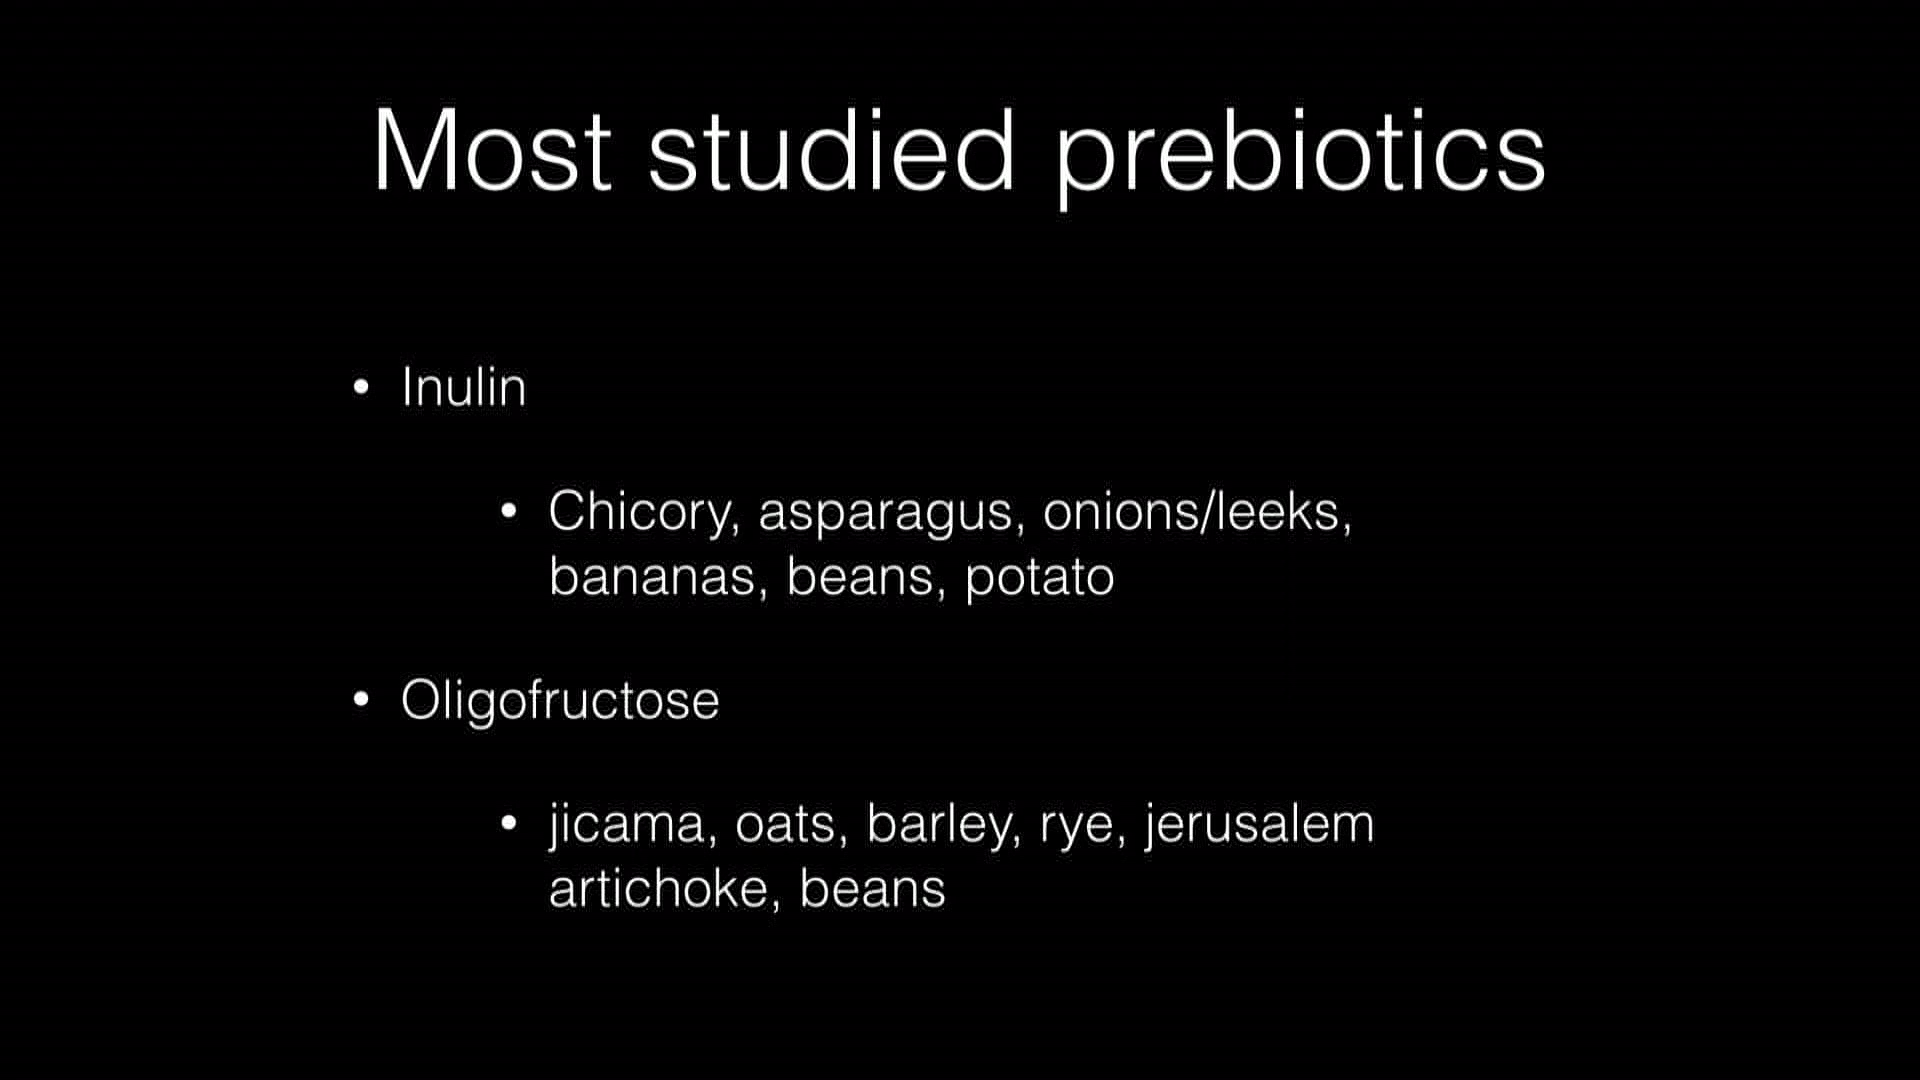 Most studied prebiotics
• Inulin
• Chicory, asparagus, onions/leeks,
bananas, beans, potato
• Oligofructose
• jicama, oats, barley, rye, jerusalem
artichoke, beans